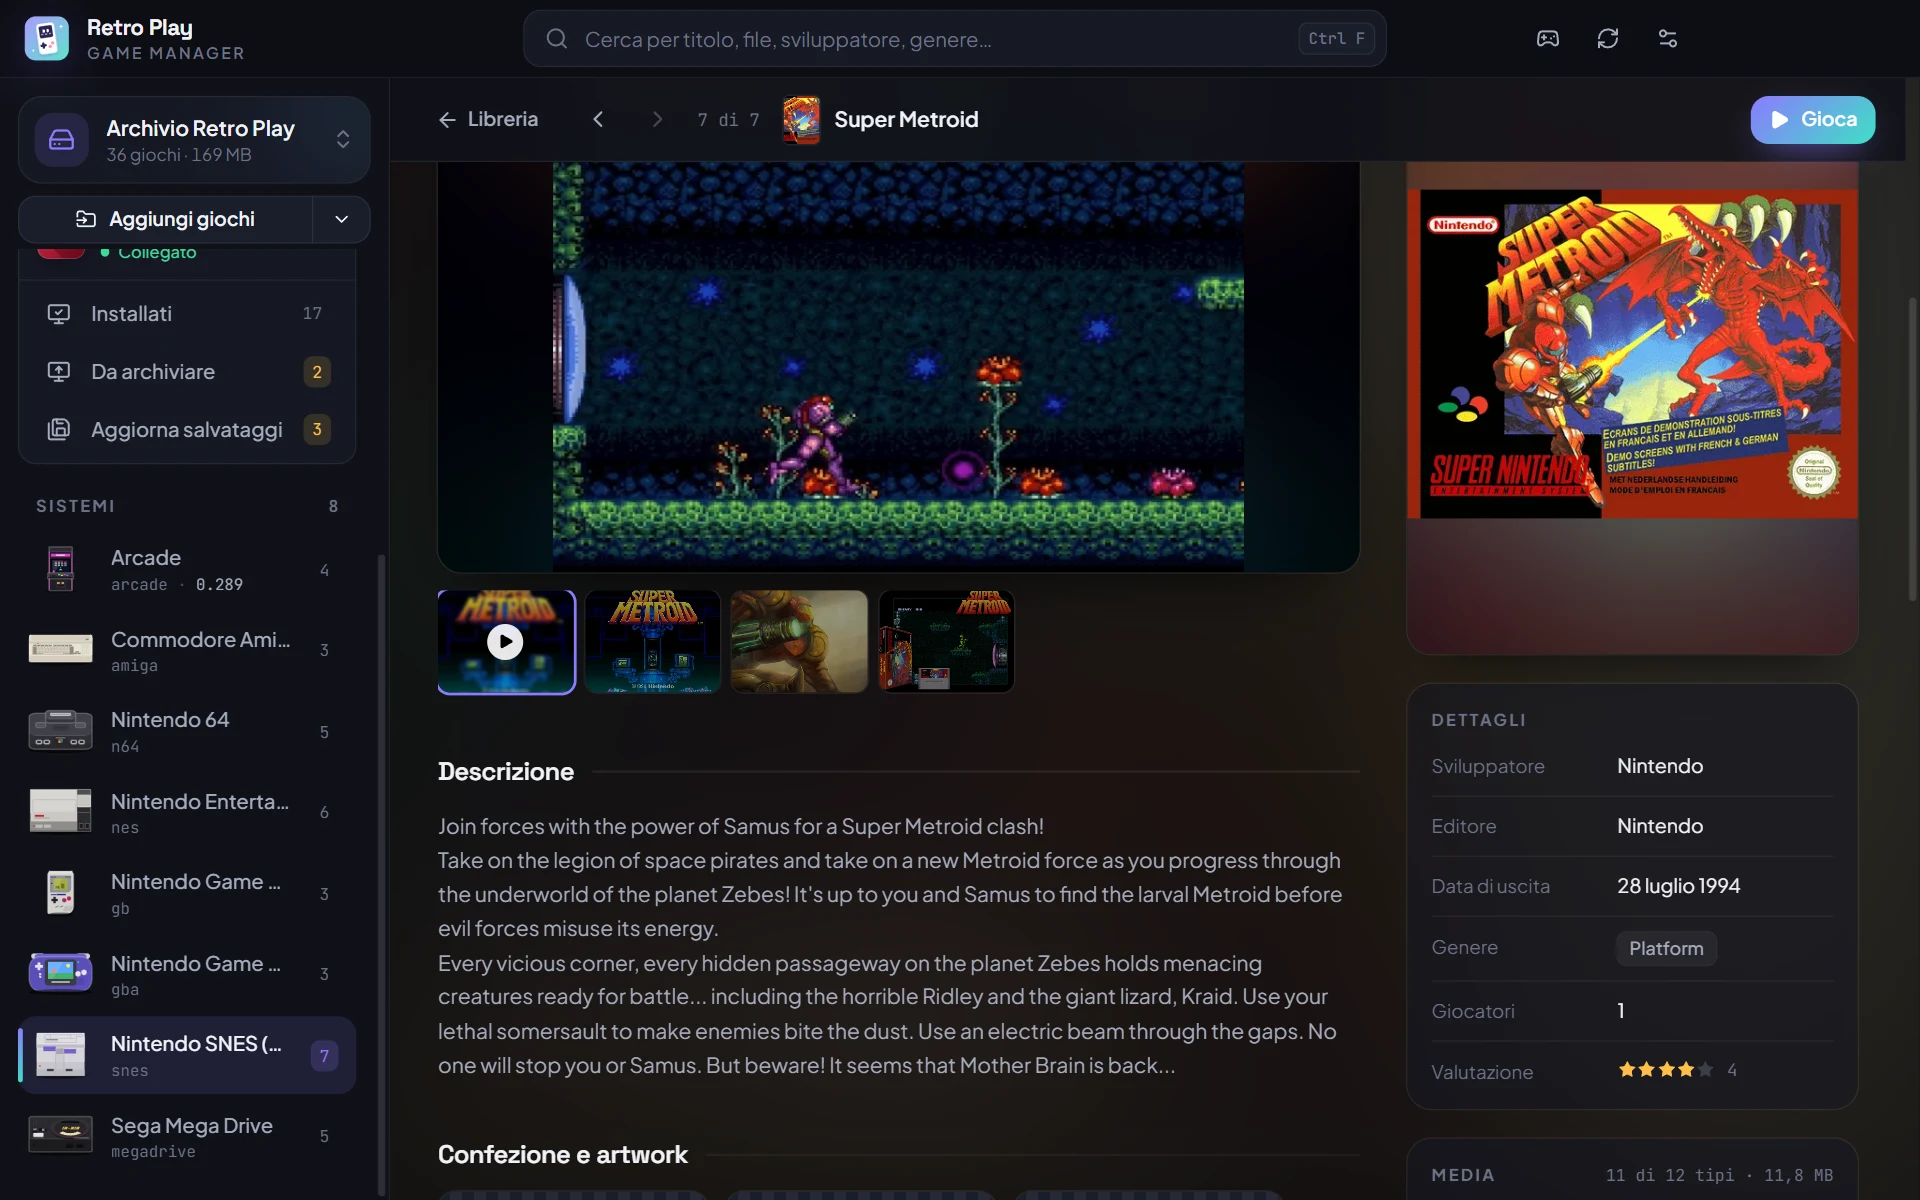 Retro Play
GAME MANAGER
Cerca per titolo, file, sviluppatore, genere...
Ctrl F
Archivio Retro Play
36 giochi · 169 MB
Aggiungi giochi
Collegato
Installati
17
Da archiviare
2
Aggiorna salvataggi
3
SISTEMI
8
Arcade
arcade · 0.289
4
Commodore Ami...
amiga
3
Nintendo 64
n64
5
Nintendo Enterta...
nes
6
Nintendo Game ...
gb
3
Nintendo Game ...
gba
3
Nintendo SNES (...
snes
7
Sega Mega Drive
megadrive
5
Libreria
7 di 7
Super Metroid
Gioca
METROID
SUPER
METROID
SUPER
METROID
Descrizione
Join forces with the power of Samus for a Super Metroid clash!
Take on the legion of space pirates and take on a new Metroid force as you progress through
the underworld of the planet Zebes! It's up to you and Samus to find the larval Metroid before
evil forces misuse its energy.
Every vicious corner, every hidden passageway on the planet Zebes holds menacing
creatures ready for battle... including the horrible Ridley and the giant lizard, Kraid. Use your
lethal somersault to make enemies bite the dust. Use an electric beam through the gaps. No
one will stop you or Samus. But beware! It seems that Mother Brain is back...
Confezione e artwork
Nintendo
SUPER
METROID
ECRANS DE DEMONSTRATION SOUS-TITRES
EN FRANCAIS ET EN ALLEMAND!
DEMO SCREENS WITH FRENCH & GERMAN
SUBTITLES!
MET NEDERLANDSE HANDLEIDING
MODE D'EMPLOI EN FRANCAIS
SUPER NINTENDO
ENTERTAINMENT SYSTEM
Original
Nintendo
Seal of
Quality
DETTAGLI
Sviluppatore
Nintendo
Editore
Nintendo
Data di uscita
28 luglio 1994
Genere
Platform
Giocatori
1
Valutazione
4
MEDIA
11 di 12 tipi · 11,8 MB